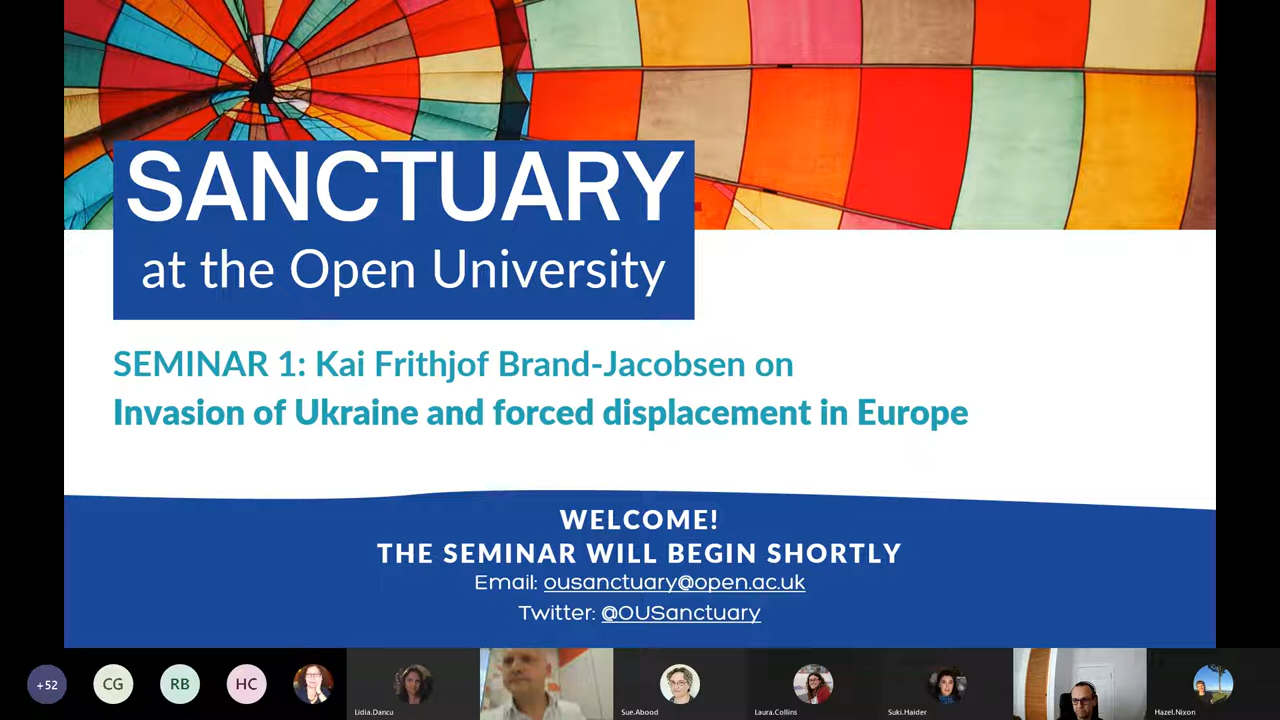 SANCTUARY
at the Open University
SEMINAR 1: Kai Frithjof Brand-Jacobsen on
Invasion of Ukraine and forced displacement in Europe
WELCOME!
THE SEMINAR WILL BEGIN SHORTLY
Email: ousanctuary@open.ac.uk
Twitter: @OUSanctuary
+52
CG
RB
HC
Lidia.Dancu
Sue.Abood
Laura.Collins
Suki.Haider
Hazel.Nixon